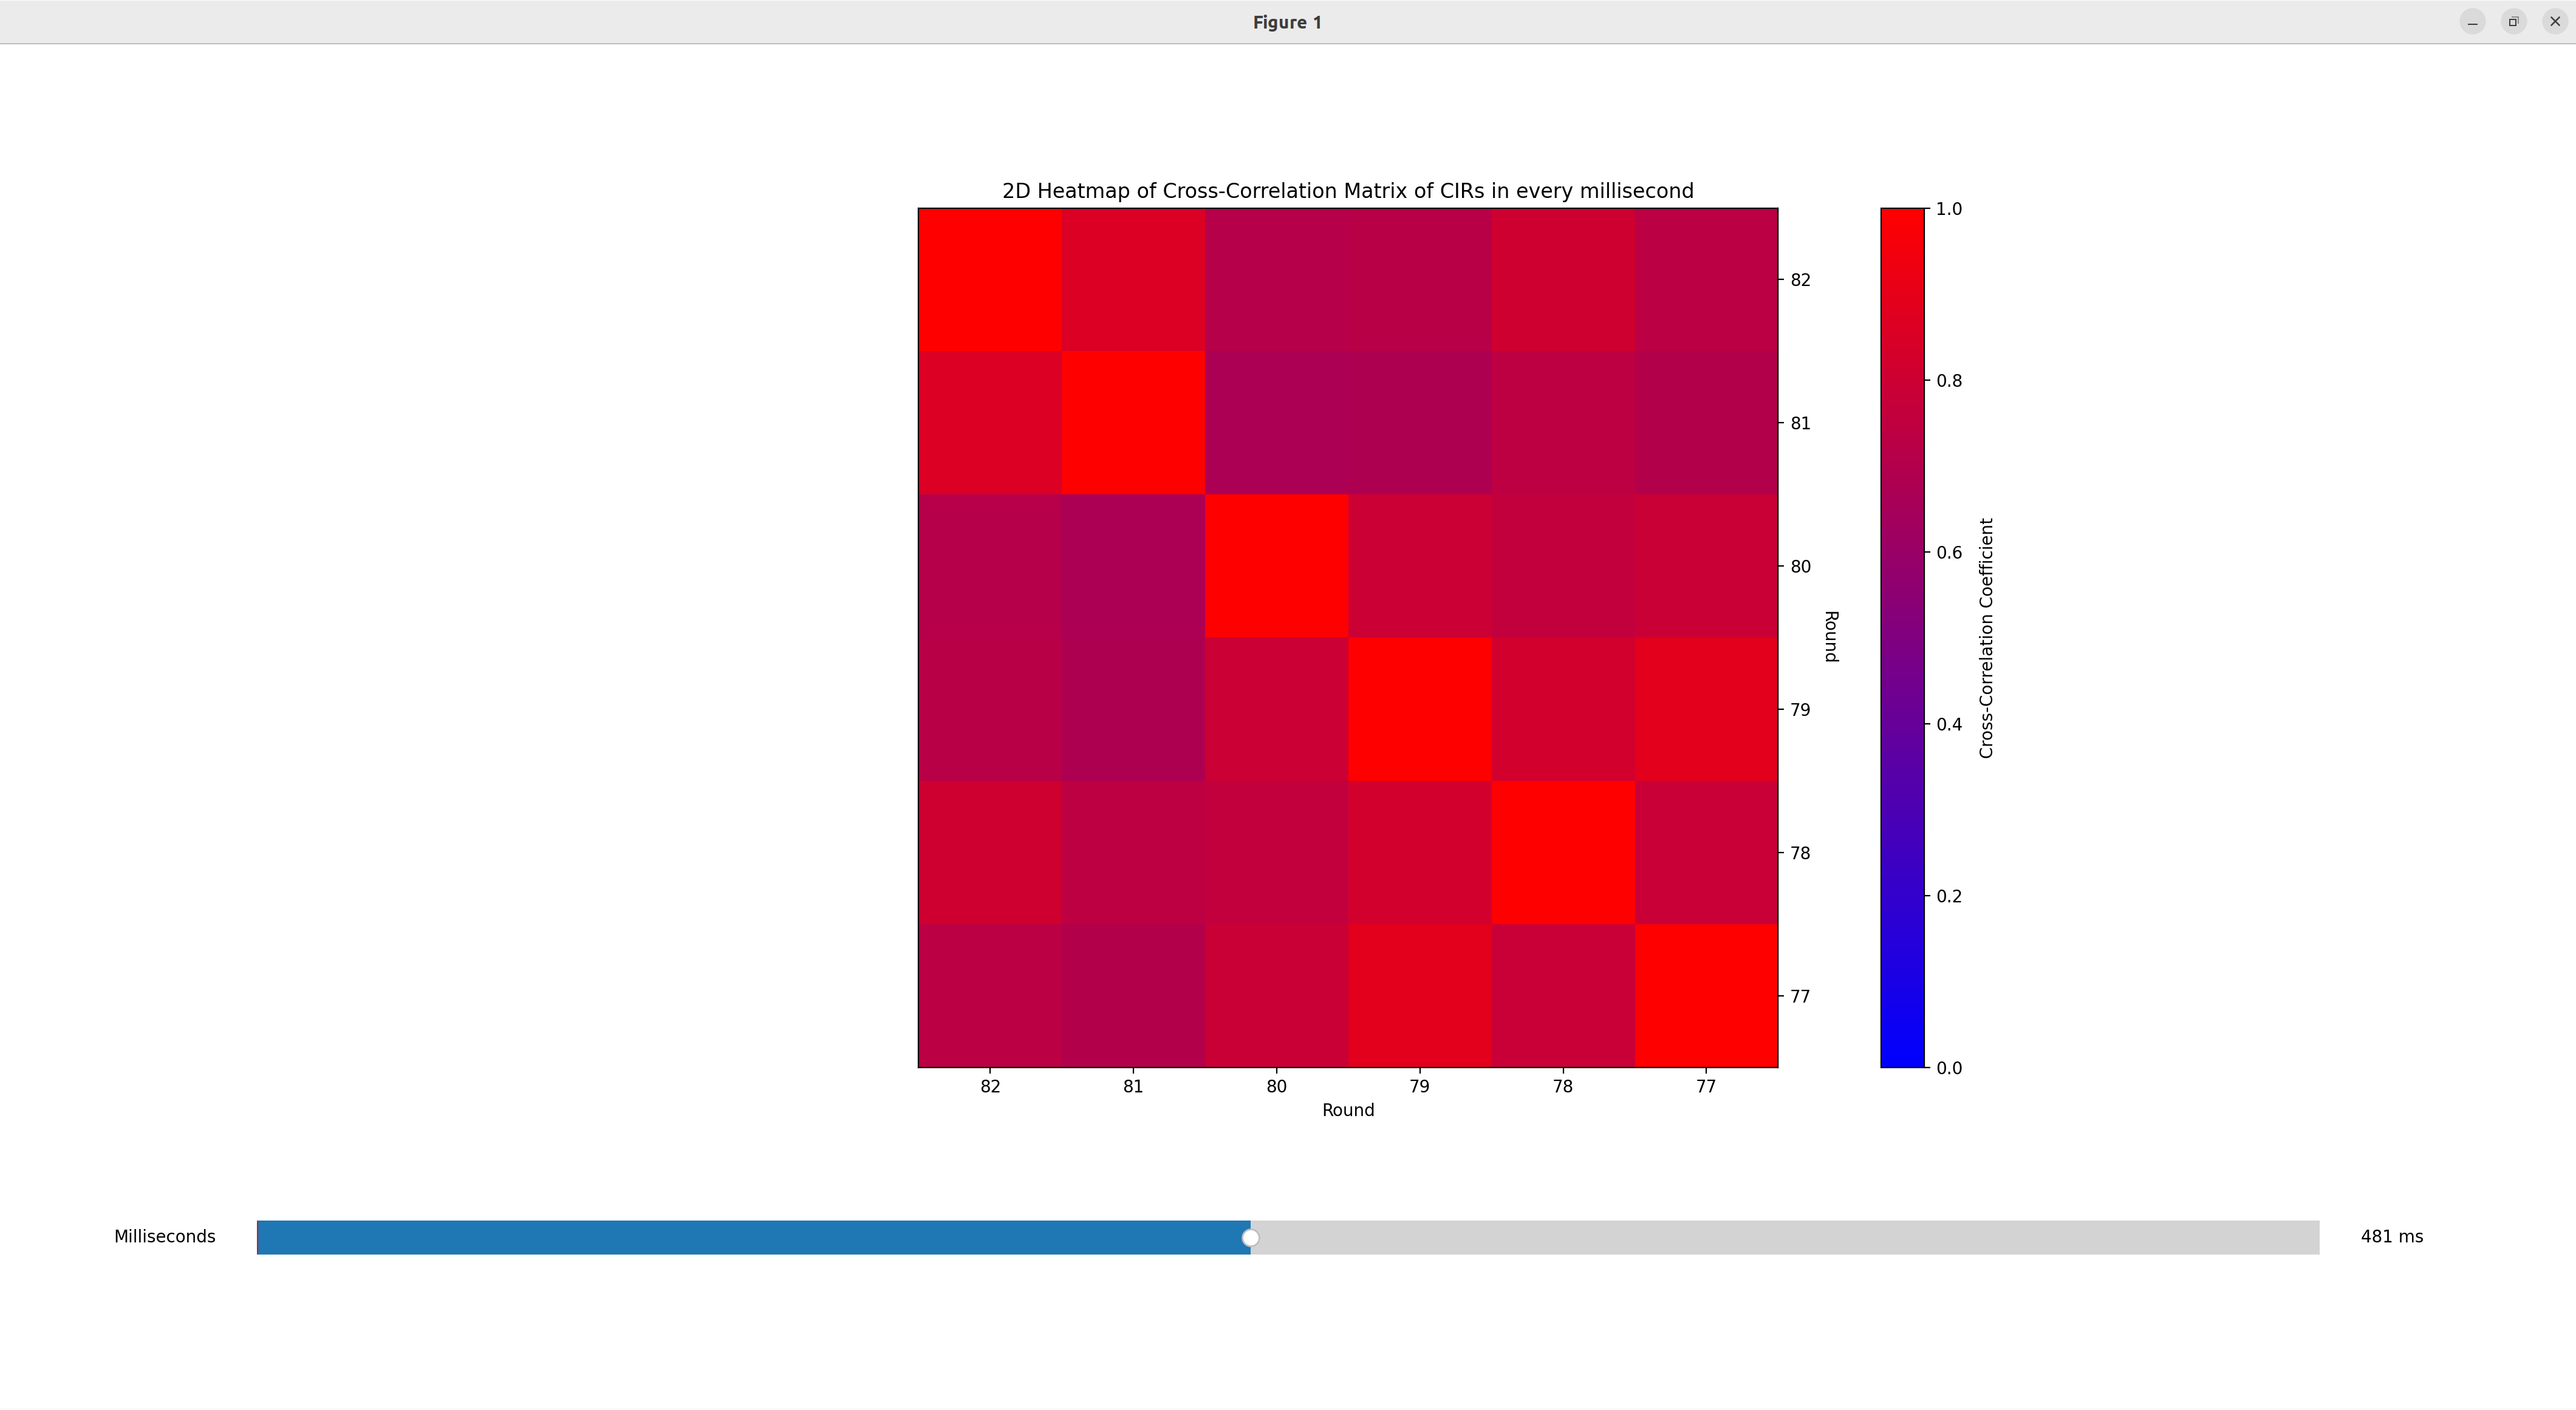 Figure 1
2D Heatmap of Cross-Correlation Matrix of CIRs in every millisecond
82
81
80
79
78
77
Round
82 81 80 79 78 77
Round
1.0
0.8
0.6
0.4
0.2
0.0
Cross-Correlation Coefficient
Milliseconds 481 ms